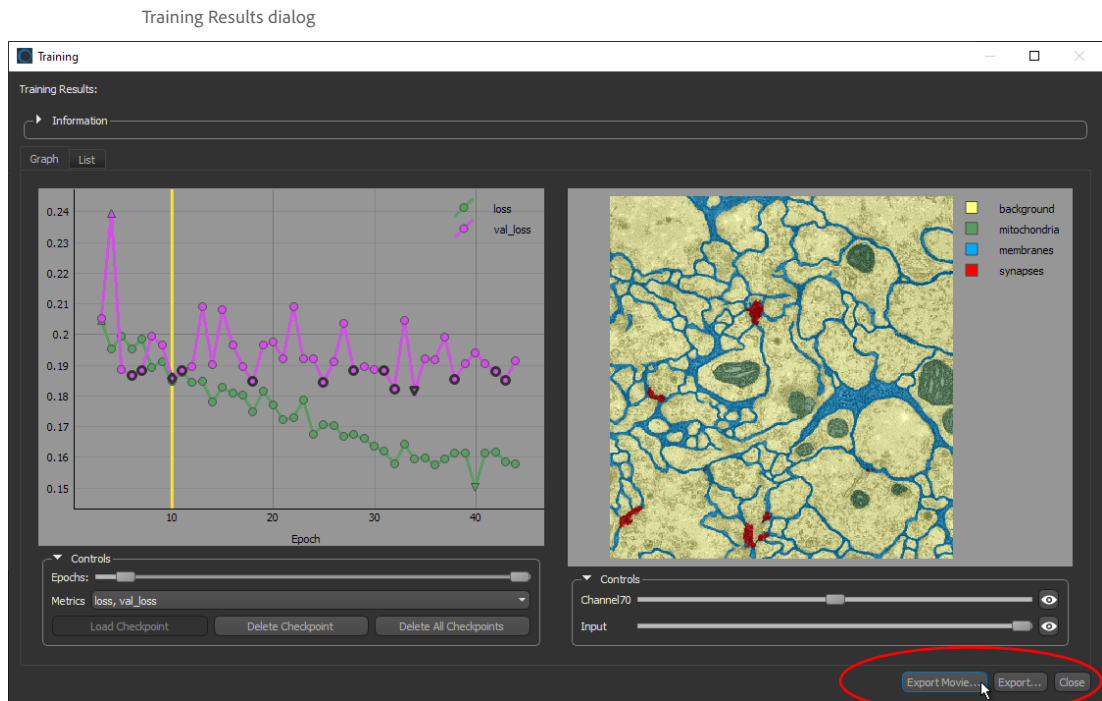 Training Results dialog
Training
Training Results:
Information
Graph List
loss
val_loss
0.24
0.23
0.22
0.21
0.2
0.19
0.18
0.17
0.16
0.15
10 20 30 40
Epoch
background
mitochondria
membranes
synapses
Controls
Epochs:
Metrics loss, val_loss
Load Checkpoint Delete Checkpoint Delete All Checkpoints
Controls
Channel70
Input
Export Movie... Export... Close